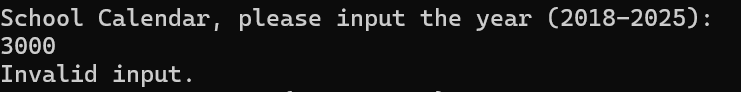 School Calendar, please input the year (2018-2025):
3000
Invalid input.